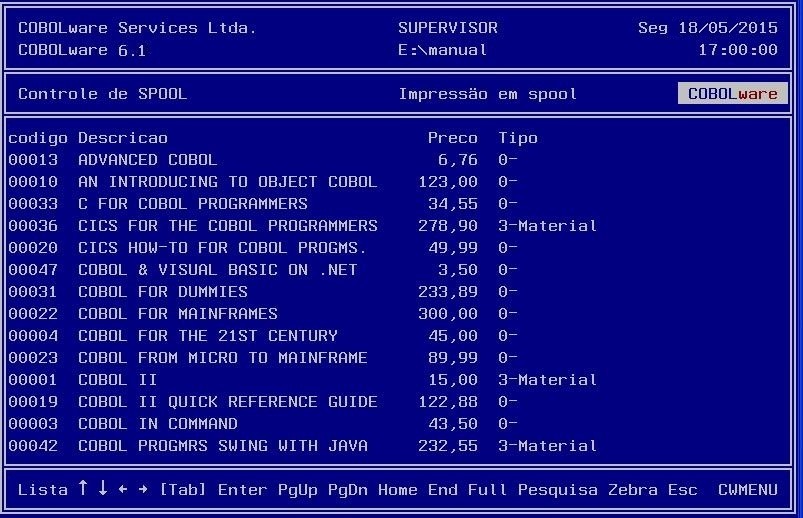 COBOLware Services Ltda. SUPERVISOR Seg 18/05/2015
COBOLware 6.1 E:\manual 17:00:00
Controle de SPOOL Impressão em spool COBOLware
codigo Descricao Preco Tipo
00013 ADVANCED COBOL 6,76 0-
00010 AN INTRODUCING TO OBJECT COBOL 123,00 0-
00033 C FOR COBOL PROGRAMMERS 34,55 0-
00036 CICS FOR THE COBOL PROGRAMMERS 278,90 3-Material
00020 CICS HOW-TO FOR COBOL PROGMS. 49,99 0-
00047 COBOL & VISUAL BASIC ON .NET 3,50 0-
00031 COBOL FOR DUMMIES 233,89 0-
00022 COBOL FOR MAINFRAMES 300,00 0-
00004 COBOL FOR THE 21ST CENTURY 45,00 0-
00023 COBOL FROM MICRO TO MAINFRAME 89,99 0-
00001 COBOL II 15,00 3-Material
00019 COBOL II QUICK REFERENCE GUIDE 122,88 0-
00003 COBOL IN COMMAND 43,50 0-
00042 COBOL PROGMRS SWING WITH JAVA 232,55 3-Material
Lista ↑ ↓ ← → [Tab] Enter PgUp PgDn Home End Full Pesquisa Zebra Esc CWMENU